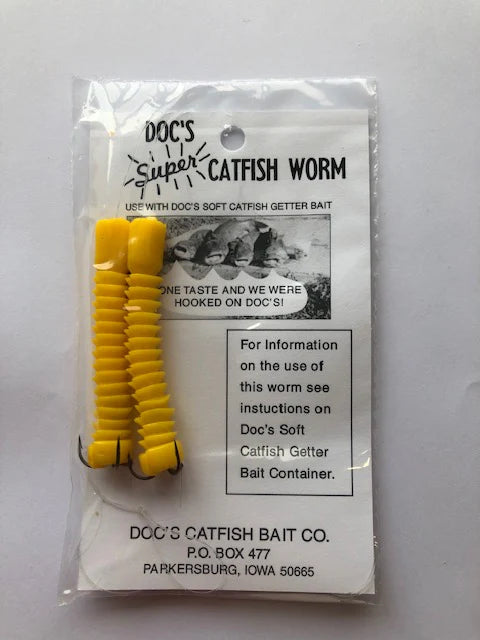 DOC'S
Super CATFISH WORM
USE WITH DOC'S SOFT CATFISH GETTER BAIT
ONE TASTE AND WE WERE
HOOKED ON DOC'S!
For Information
on the use of
this worm see
instuctions on
Doc's Soft
Catfish Getter
Bait Container.
DOC'S CATFISH BAIT CO.
P.O. BOX 477
PARKERSBURG, IOWA 50665